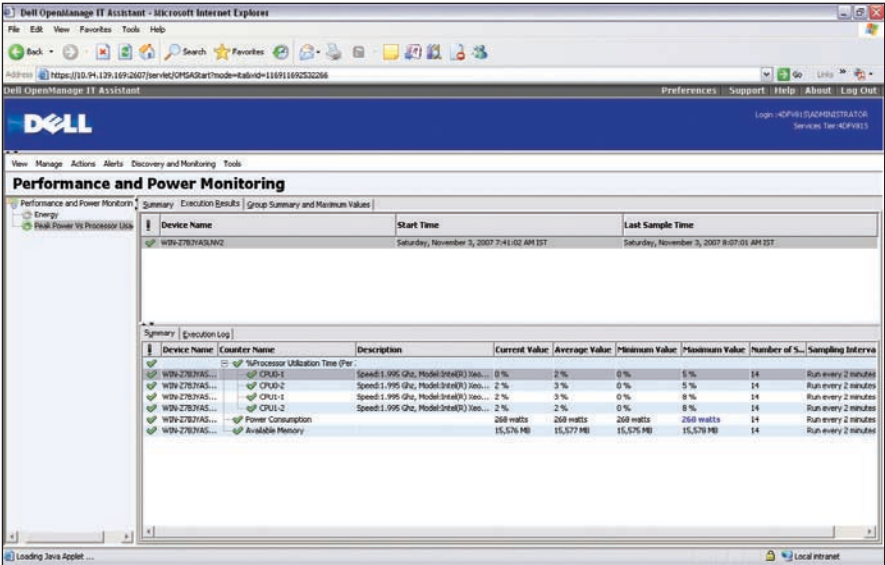 Dell OpenManage IT Assistant - Microsoft Internet Explorer
File Edit View Favorites Tools Help
Back Search Favorites
Address https://10.94.139.169:2607/servlet/OMSAStart?mode=ita&vid=116911692532266 Go Links
Dell OpenManage IT Assistant Preferences Support Help About Log Out
DELL
ADMINISTRATOR
Services Tier:4DFV81S
View Manage Actions Alerts Discovery and Monitoring Tools
Performance and Power Monitoring
Performance and Power Monitorin
Energy
Peak Power Vs Processor Usa
Summary Execution Results Group Summary and Maximum Values
Device Name Start Time Last Sample Time
WIN-Z7BJYASLNV2 Saturday, November 3, 2007 7:41:02 AM IST Saturday, November 3, 2007 8:07:01 AM IST
Summary Execution Log
Device Name Counter Name Description Current Value Average Value Minimum Value Maximum Value Number of S... Sampling Interva
%Processor Utilization Time (Per
WIN-Z7BJYAS... CPU0-1 Speed:1.995 Ghz, Model:Intel(R) Xeo... 0 % 2 % 0 % 5 % 14 Run every 2 minutes
WIN-Z7BJYAS... CPU0-2 Speed:1.995 Ghz, Model:Intel(R) Xeo... 2 % 3 % 0 % 5 % 14 Run every 2 minutes
WIN-Z7BJYAS... CPU1-1 Speed:1.995 Ghz, Model:Intel(R) Xeo... 2 % 3 % 0 % 8 % 14 Run every 2 minutes
WIN-Z7BJYAS... CPU1-2 Speed:1.995 Ghz, Model:Intel(R) Xeo... 2 % 2 % 0 % 8 % 14 Run every 2 minutes
WIN-Z7BJYAS... Power Consumption 268 watts 268 watts 268 watts 268 watts 14 Run every 2 minutes
WIN-Z7BJYAS... Available Memory 15,576 MB 15,577 MB 15,575 MB 15,578 MB 14 Run every 2 minutes
Loading Java Applet ... Local intranet